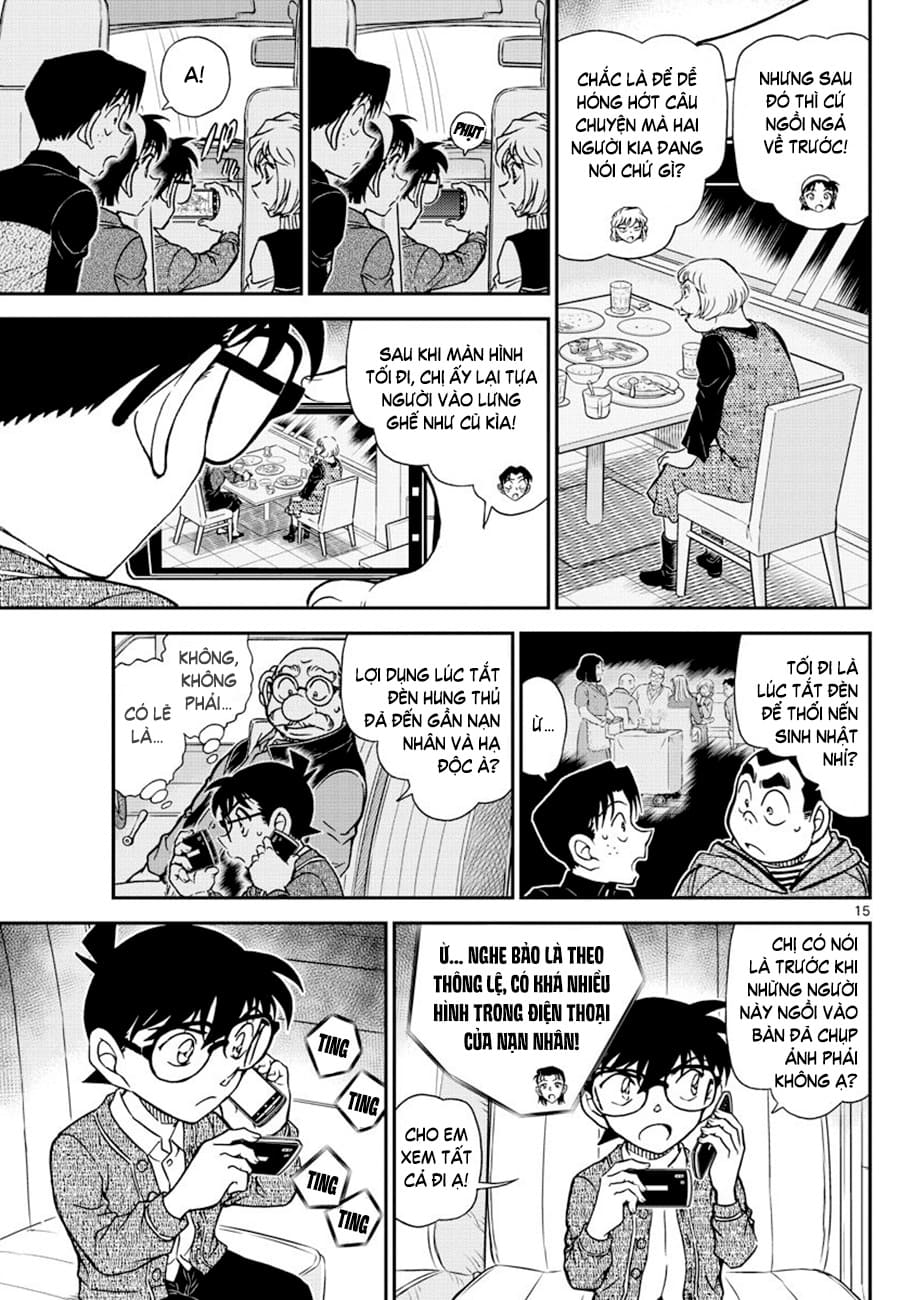 NHƯNG SAU
ĐÓ THÌ CỨ
NGỒI NGẢ
VỀ TRƯỚC!
CHẮC LÀ ĐỂ DỄ
HÓNG HỚT CÂU
CHUYỆN MÀ HAI
NGƯỜI KIA ĐANG
NÓI CHỨ GÌ?
PHỤT
A!
SAU KHI MÀN HÌNH
TỐI ĐI, CHỊ ẤY LẠI TỰA
NGƯỜI VÀO LƯNG
GHẾ NHƯ CŨ KÌA!
TỐI ĐI LÀ
LÚC TẮT ĐÈN
ĐỂ THỔI NẾN
SINH NHẬT
NHỈ?
Ừ...
LỢI DỤNG LÚC TẮT
ĐÈN HUNG THỦ
ĐÃ ĐẾN GẦN NẠN
NHÂN VÀ HẠ
ĐỘC À?
KHÔNG,
KHÔNG
PHẢI...
CÓ LẼ
LÀ...
15
CHỊ CÓ NÓI
LÀ TRƯỚC KHI
NHỮNG NGƯỜI
NÀY NGỒI VÀO
BÀN ĐÃ CHỤP
ẢNH PHẢI
KHÔNG Ạ?
Ừ... NGHE BẢO LÀ THEO
THÔNG LỆ, CÓ KHÁ NHIỀU
HÌNH TRONG ĐIỆN THOẠI
CỦA NẠN NHÂN!
CHO EM
XEM TẤT
CẢ ĐI Ạ!
TING
TING
TING
TING